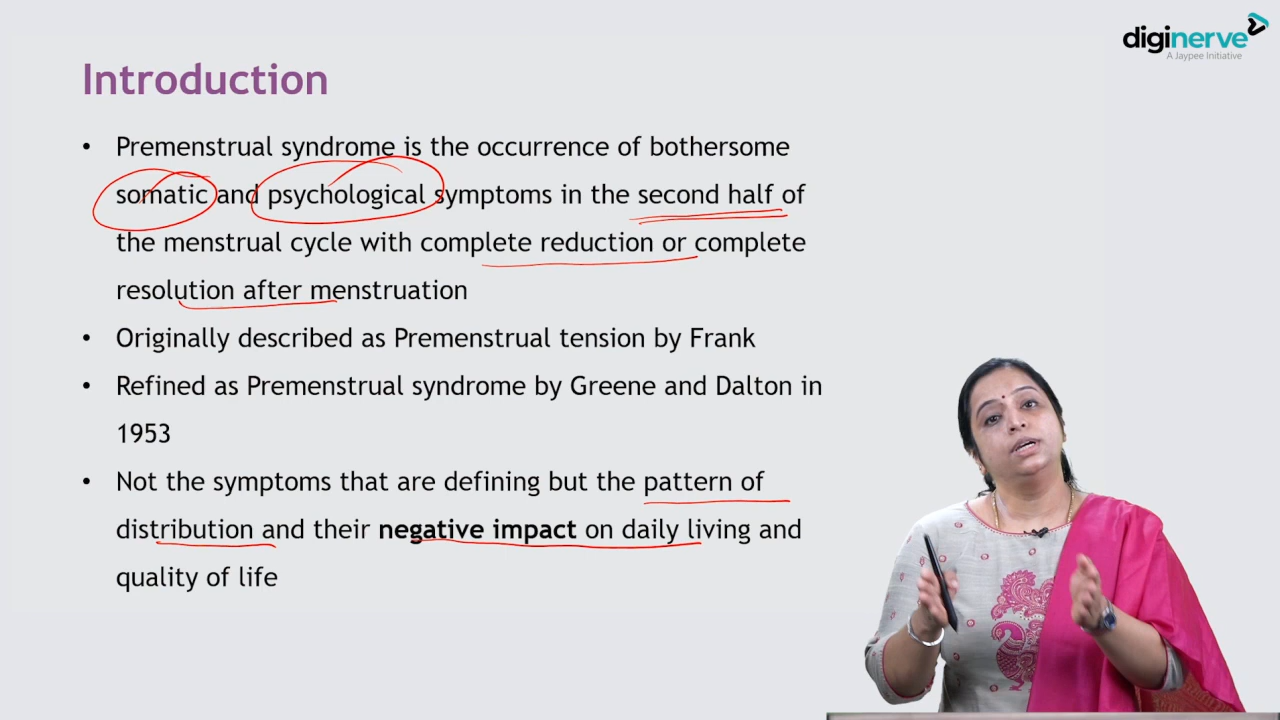 diginerve
A Jaypee Initiative
Introduction
• Premenstrual syndrome is the occurrence of bothersome
somatic and psychological symptoms in the second half of
the menstrual cycle with complete reduction or complete
resolution after menstruation
• Originally described as Premenstrual tension by Frank
• Refined as Premenstrual syndrome by Greene and Dalton in
1953
• Not the symptoms that are defining but the pattern of
distribution and their negative impact on daily living and
quality of life